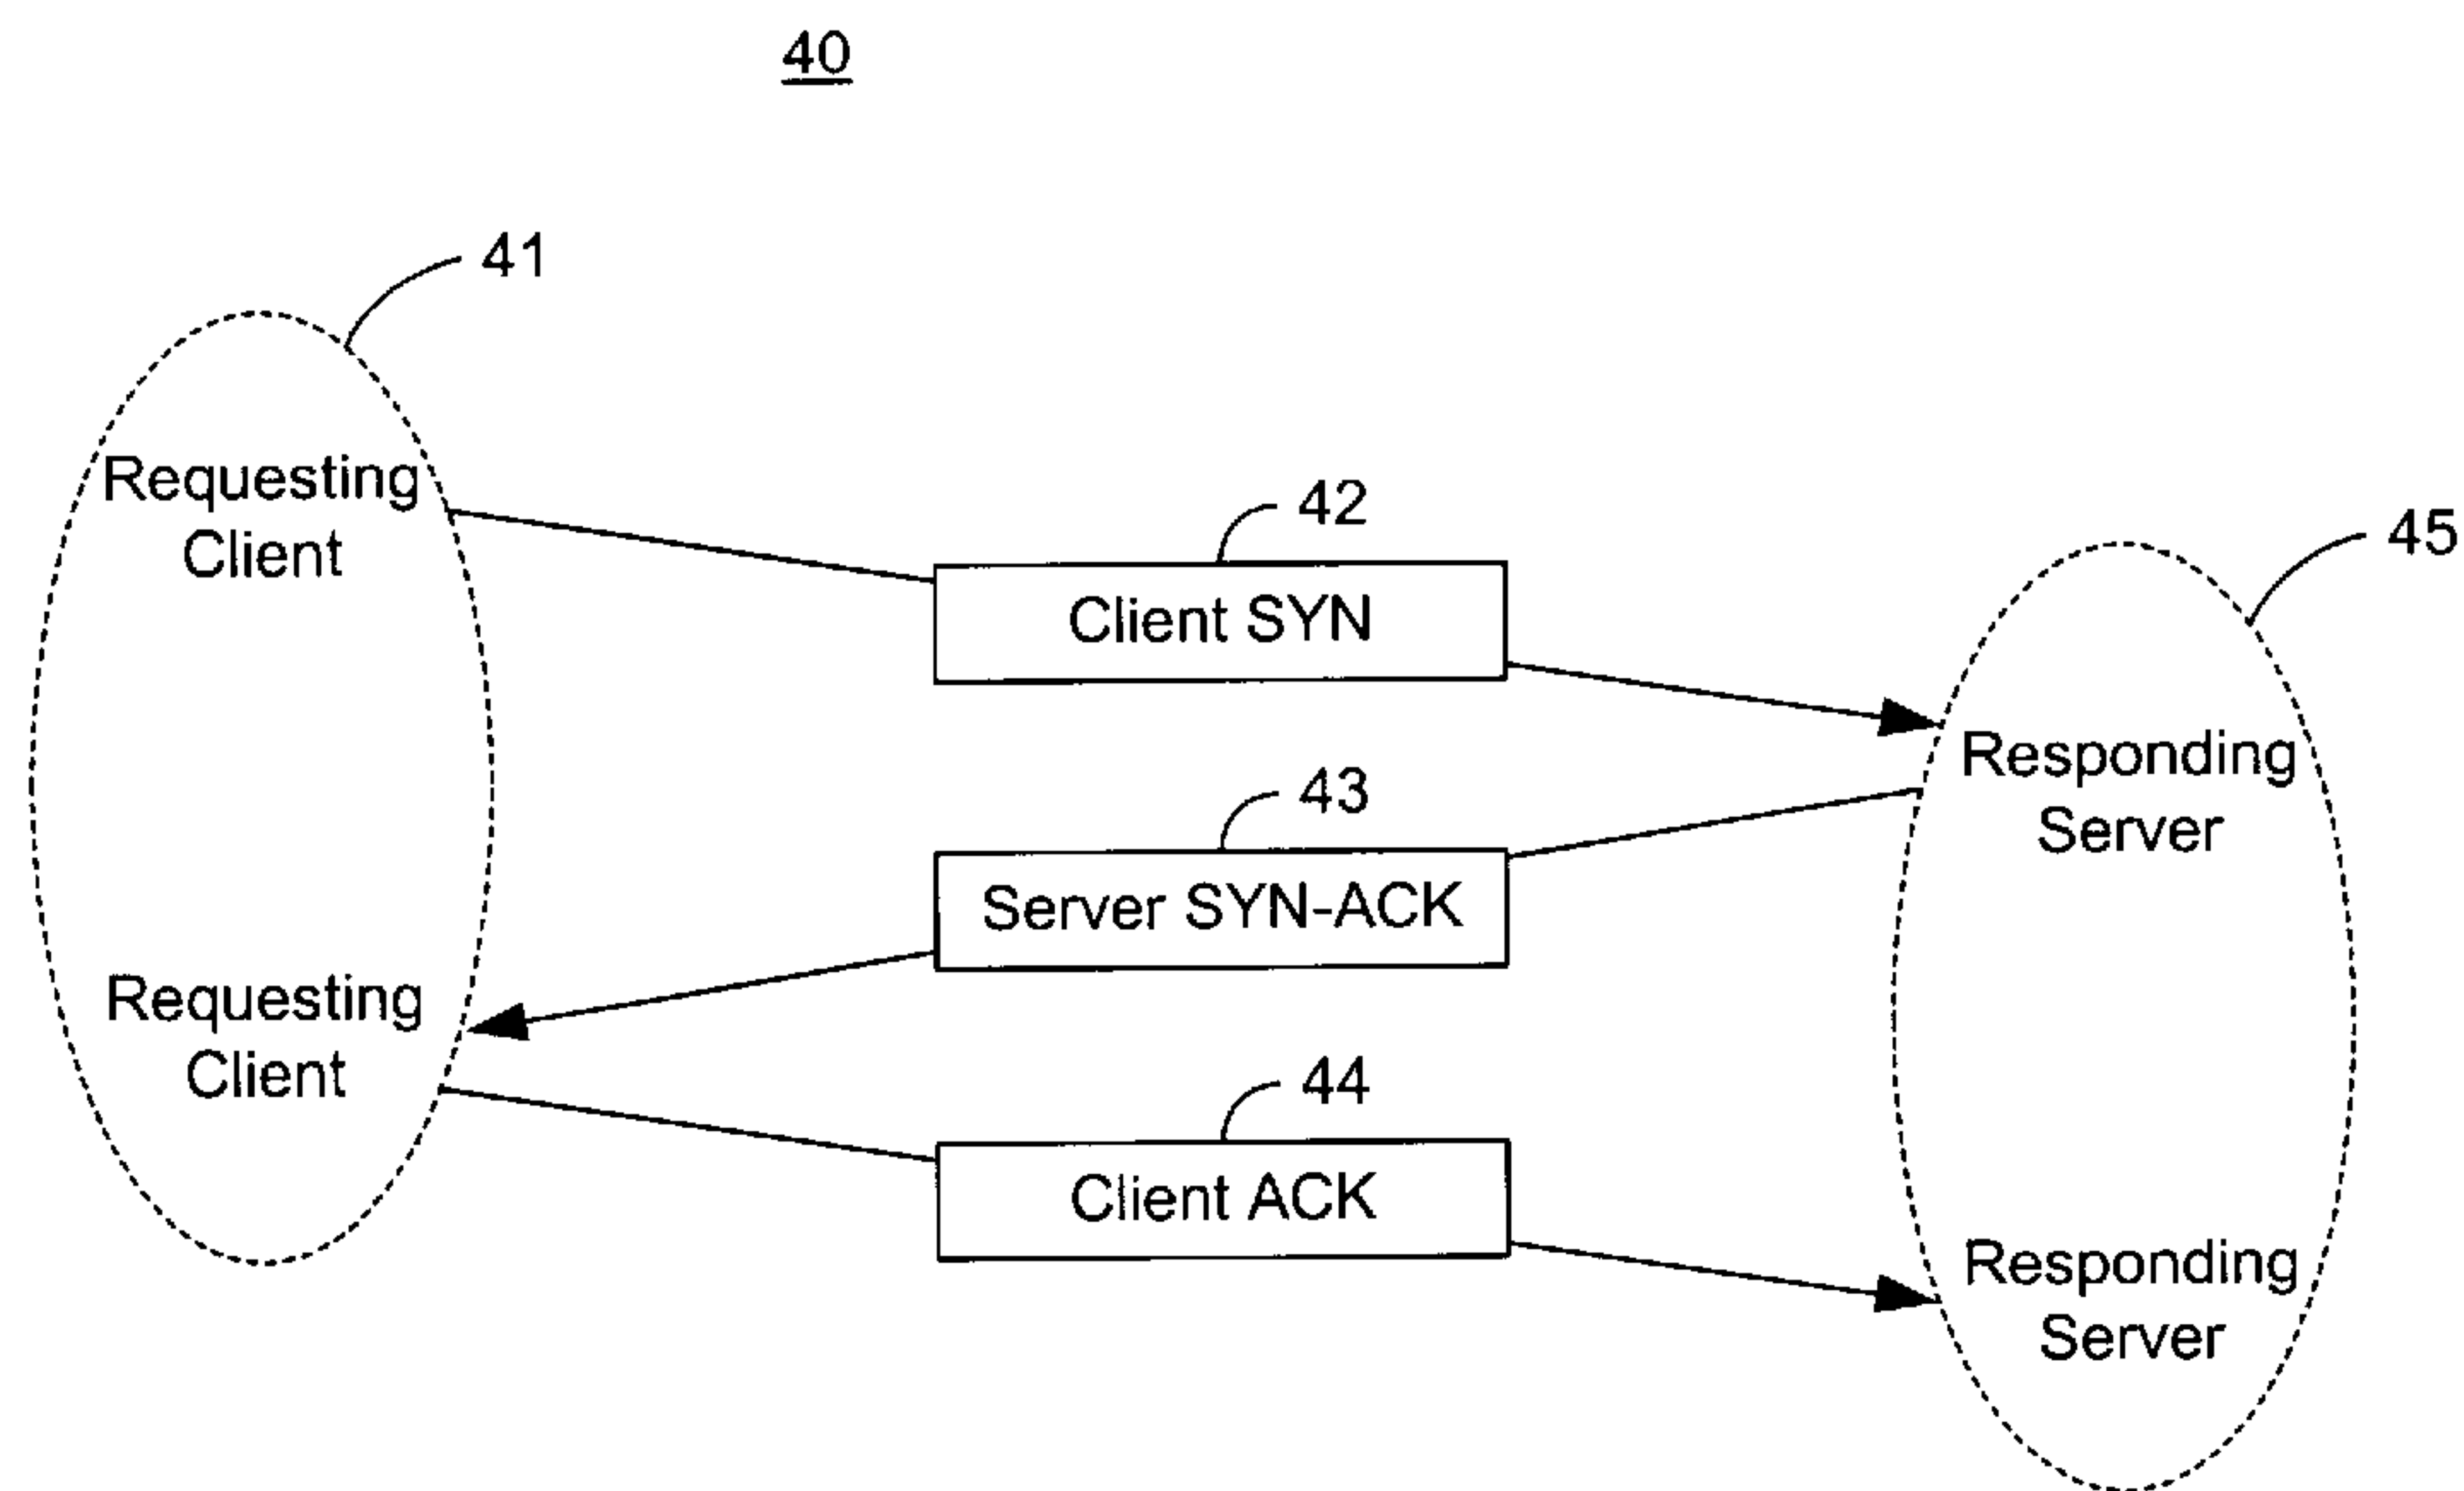 40
41
Requesting
Client
42
Client SYN
45
Responding
Server
43
Server SYN-ACK
Requesting
Client
44
Client ACK
Responding
Server